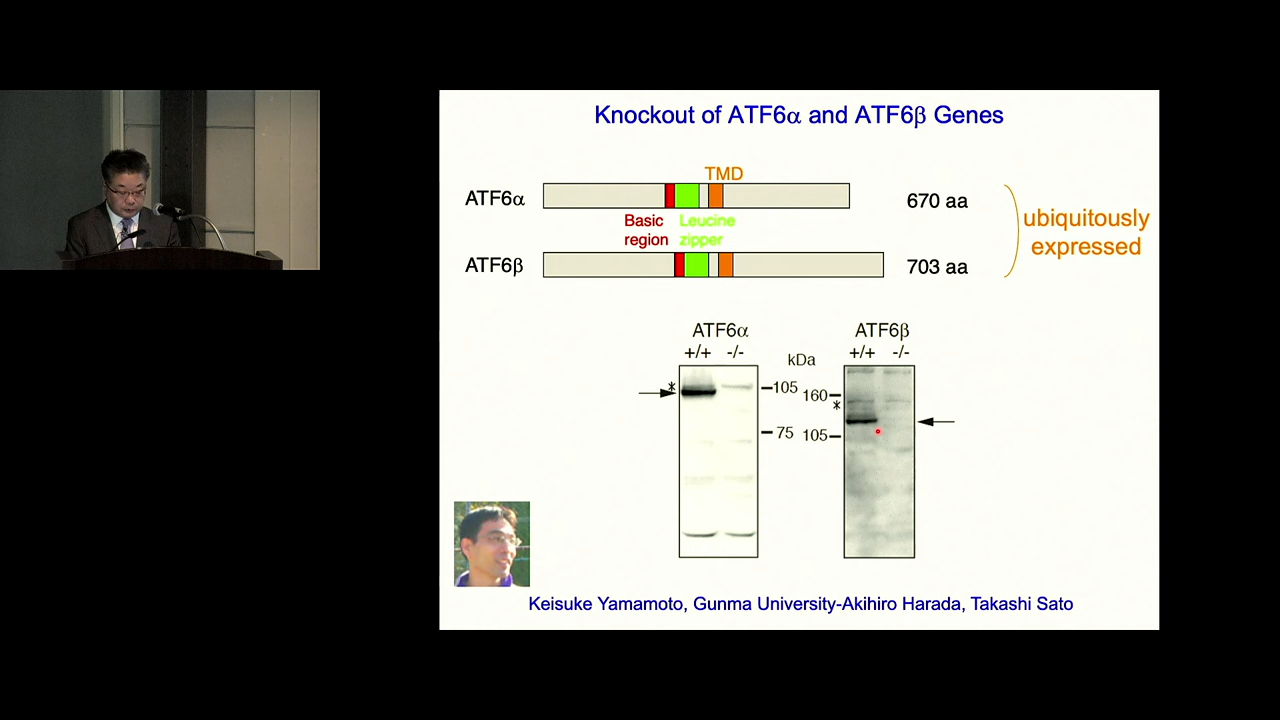 Knockout of ATF6α and ATF6β Genes
TMD
ATF6α
670 aa
Basic
region
Leucine
zipper
ATF6β
703 aa
ubiquitously
expressed
ATF6α
+/+ -/-
kDa
ATF6β
+/+ -/-
*
105
75
160
*
105
Keisuke Yamamoto, Gunma University-Akihiro Harada, Takashi Sato